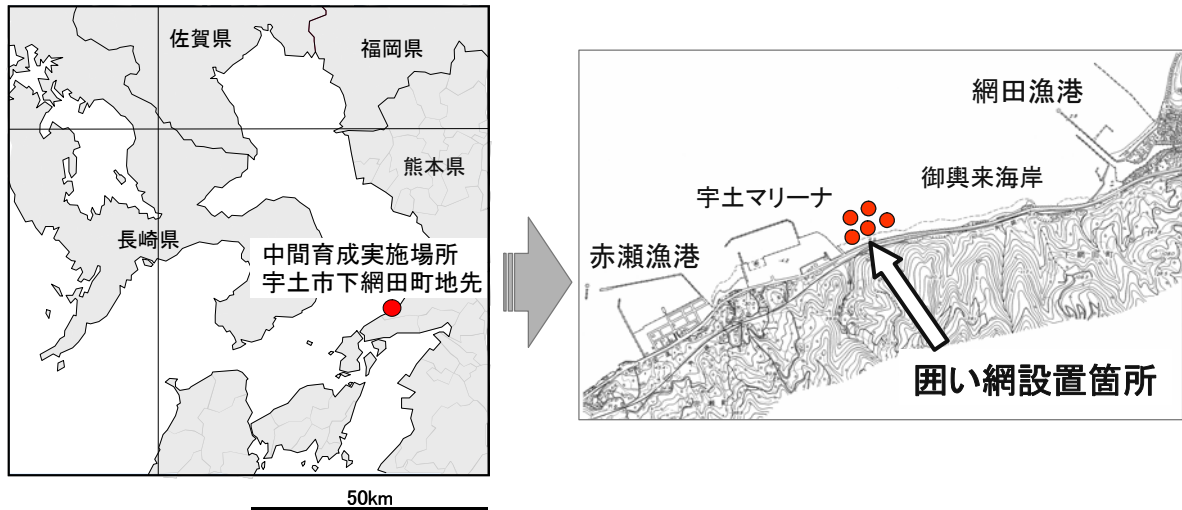 佐賀県
福岡県
熊本県
長崎県
中間育成実施場所
宇土市下網田町地先
50km
網田漁港
御輿来海岸
宇土マリーナ
赤瀬漁港
囲い網設置箇所